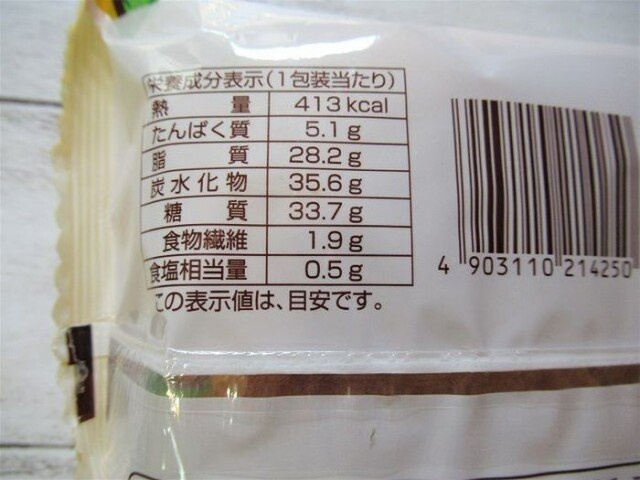 栄養成分表示(1包装当たり)
熱量 413kcal
たんぱく質 5.1g
脂質 28.2g
炭水化物 35.6g
糖質 33.7g
食物繊維 1.9g
食塩相当量 0.5g
この表示値は、目安です。
4 903110 214250